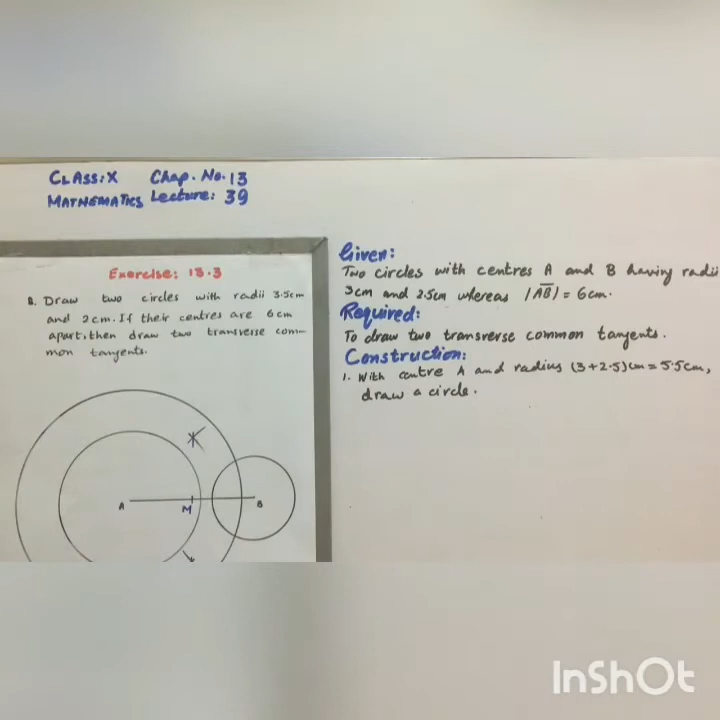 CLASS:X Chap. No. 13
MATHEMATICS Lecture: 39
Exercise: 13.3
8. Draw two circles with radii 3.5cm
and 2cm. If their centres are 6cm
apart, then draw two transverse com-
mon tangents.
A M B
Given:
Two circles with centres A and B having radii
3cm and 2.5cm whereas |AB| = 6cm.
Required:
To draw two transverse common tangents.
Construction:
1. With centre A and radius (3+2.5)cm = 5.5cm,
draw a circle.
InShOt